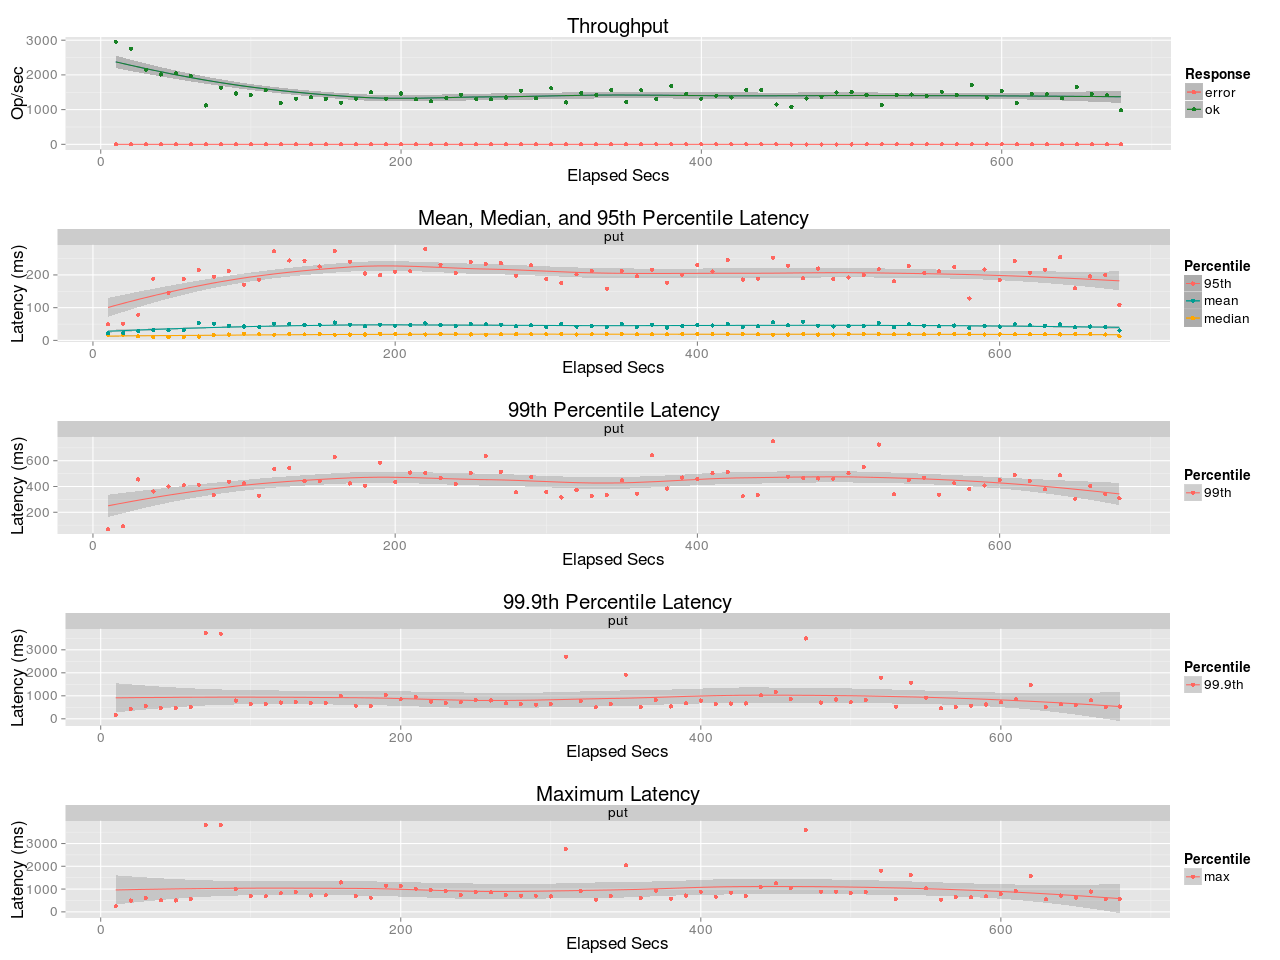 Throughput
3000
2000
1000
0
Op/sec
0 200 400 600
Elapsed Secs
Response
error
ok
Mean, Median, and 95th Percentile Latency
put
200
100
0
Latency (ms)
0 200 400 600
Elapsed Secs
Percentile
95th
mean
median
99th Percentile Latency
put
600
400
200
Latency (ms)
0 200 400 600
Elapsed Secs
Percentile
99th
99.9th Percentile Latency
put
3000
2000
1000
0
Latency (ms)
0 200 400 600
Elapsed Secs
Percentile
99.9th
Maximum Latency
put
3000
2000
1000
0
Latency (ms)
0 200 400 600
Elapsed Secs
Percentile
max